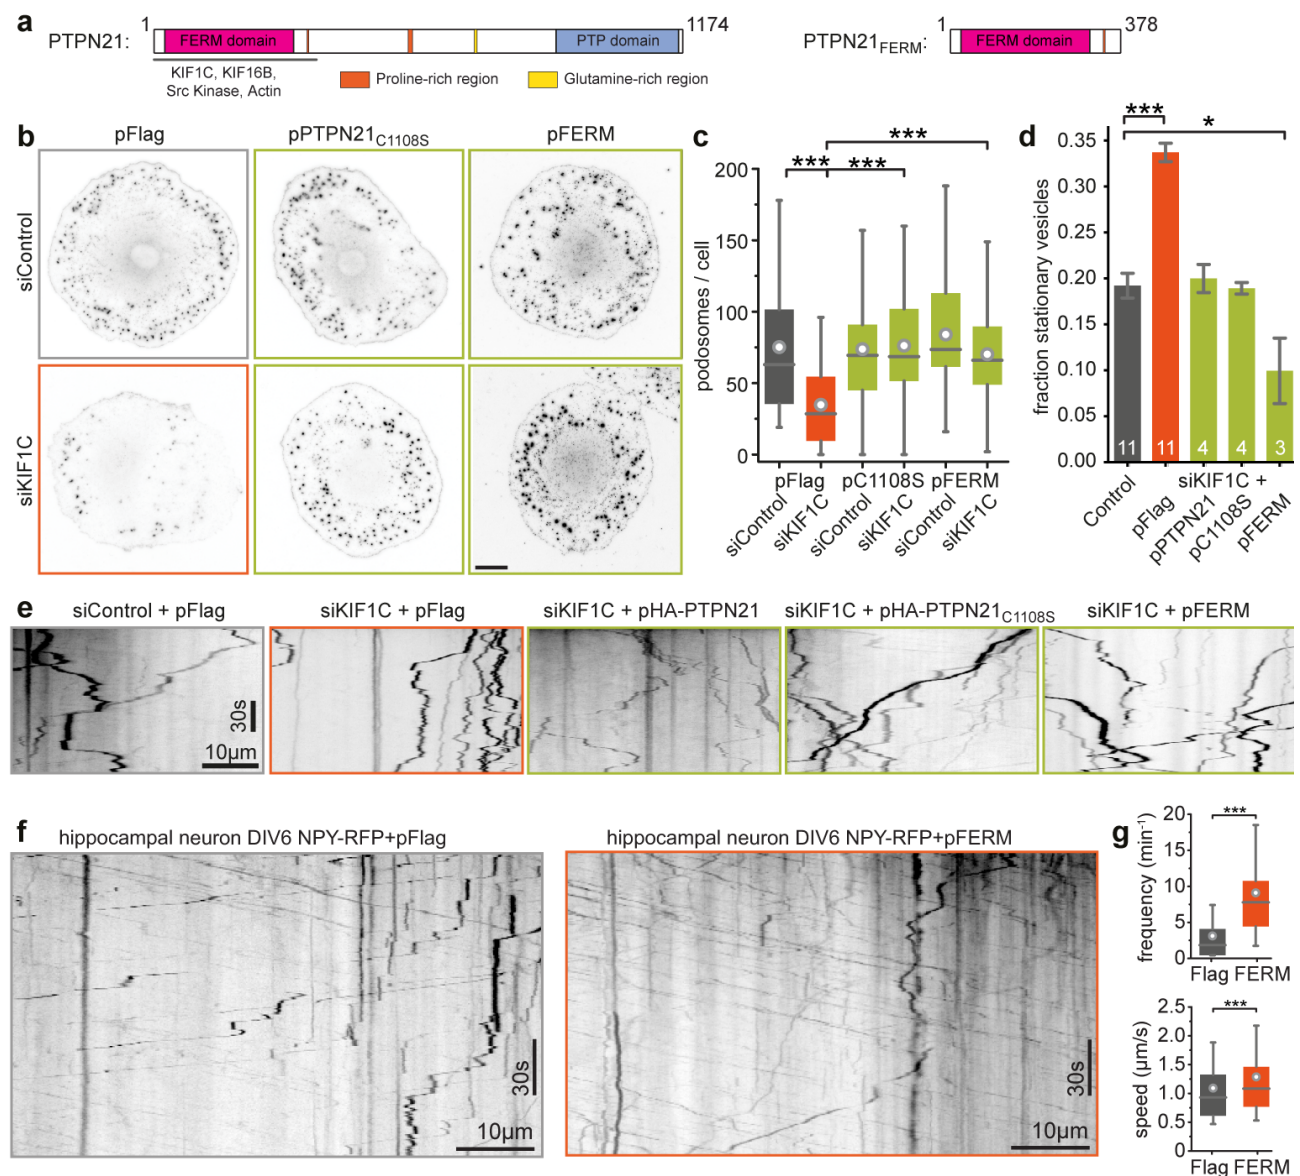 a
1
1174
PTPN21:
FERM domain
PTP domain
KIF1C, KIF16B,
Src Kinase, Actin
Proline-rich region
Glutamine-rich region
1
378
PTPN21FERM:
FERM domain
b
pFlag
pPTPN21C1108S
pFERM
siControl
siKIF1C
c
***
*** ***
podosomes / cell
200
150
100
50
0
pFlag pC1108S pFERM
siControl siKIF1C siControl siKIF1C siControl siKIF1C
d
***
*
fraction stationary vesicles
0.35
0.30
0.25
0.20
0.15
0.10
0.05
0.00
11 11 4 4 3
siKIF1C +
Control pFlag pPTPN21 pC1108S pFERM
e
siControl + pFlag
siKIF1C + pFlag
siKIF1C + pHA-PTPN21
siKIF1C + pHA-PTPN21C1108S
siKIF1C + pFERM
30s
10µm
f
hippocampal neuron DIV6 NPY-RFP+pFlag
30s
10µm
hippocampal neuron DIV6 NPY-RFP+pFERM
30s
10µm
g
***
frequency (min⁻¹)
20
15
10
5
0
Flag FERM
***
speed (µm/s)
2.5
2.0
1.5
1.0
0.5
0
Flag FERM